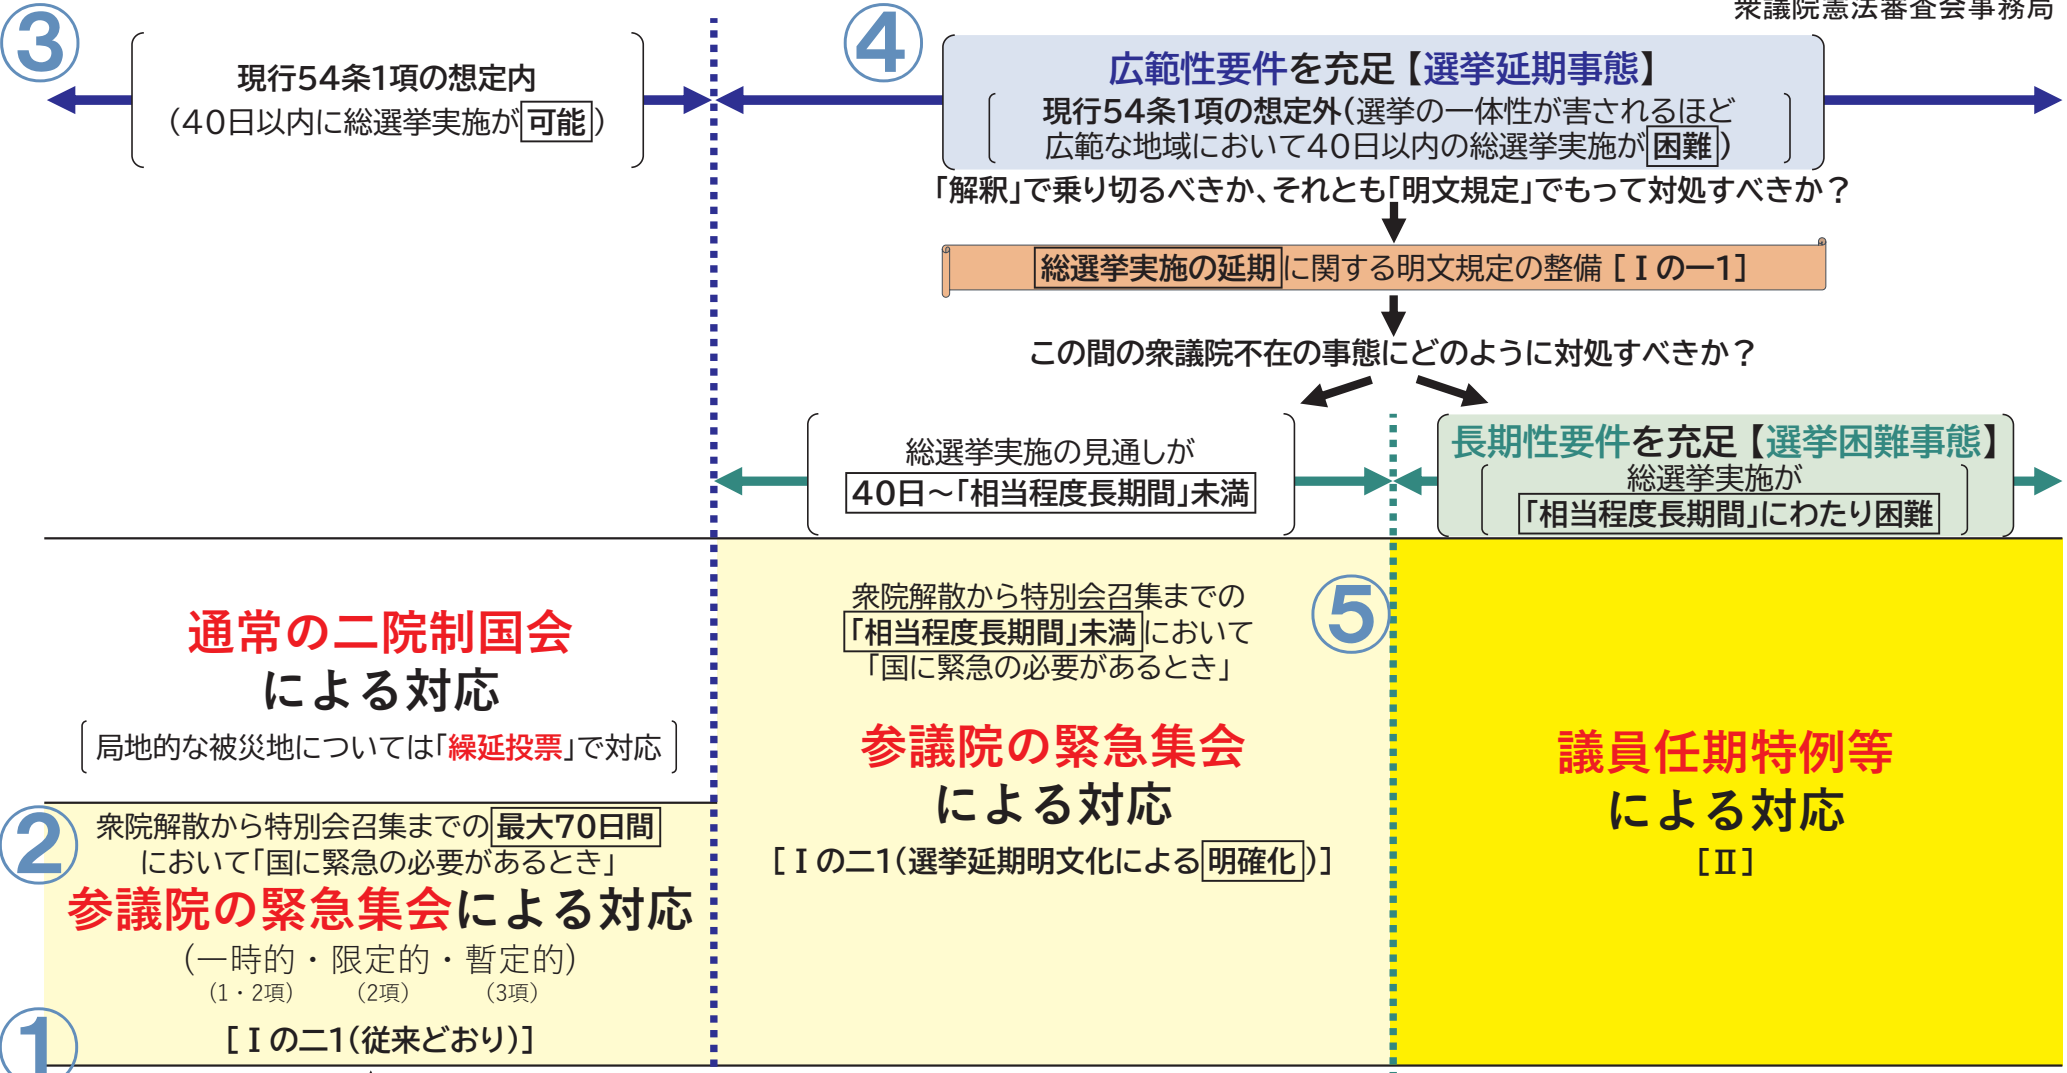 衆議院憲法審査会事務局
③
現行54条1項の想定内
(40日以内に総選挙実施が可能)
④
広範性要件を充足【選挙延期事態】
現行54条1項の想定外(選挙の一体性が害されるほど
広範な地域において40日以内の総選挙実施が困難)
「解釈」で乗り切るべきか、それとも「明文規定」でもって対処すべきか？
総選挙実施の延期に関する明文規定の整備 [Ⅰの一1]
この間の衆議院不在の事態にどのように対処すべきか？
総選挙実施の見通しが
40日～「相当程度長期間」未満
長期性要件を充足【選挙困難事態】
総選挙実施が
「相当程度長期間」にわたり困難
通常の二院制国会
による対応
局地的な被災地については「繰延投票」で対応
②
衆院解散から特別会召集までの最大70日間
において「国に緊急の必要があるとき」
参議院の緊急集会による対応
(一時的・限定的・暫定的)
(1・2項) (2項) (3項)
[Ⅰの二1(従来どおり)]
①
衆院解散から特別会召集までの
「相当程度長期間」未満において
「国に緊急の必要があるとき」
参議院の緊急集会
による対応
[Ⅰの二1(選挙延期明文化による明確化)]
⑤
議員任期特例等
による対応
[Ⅱ]